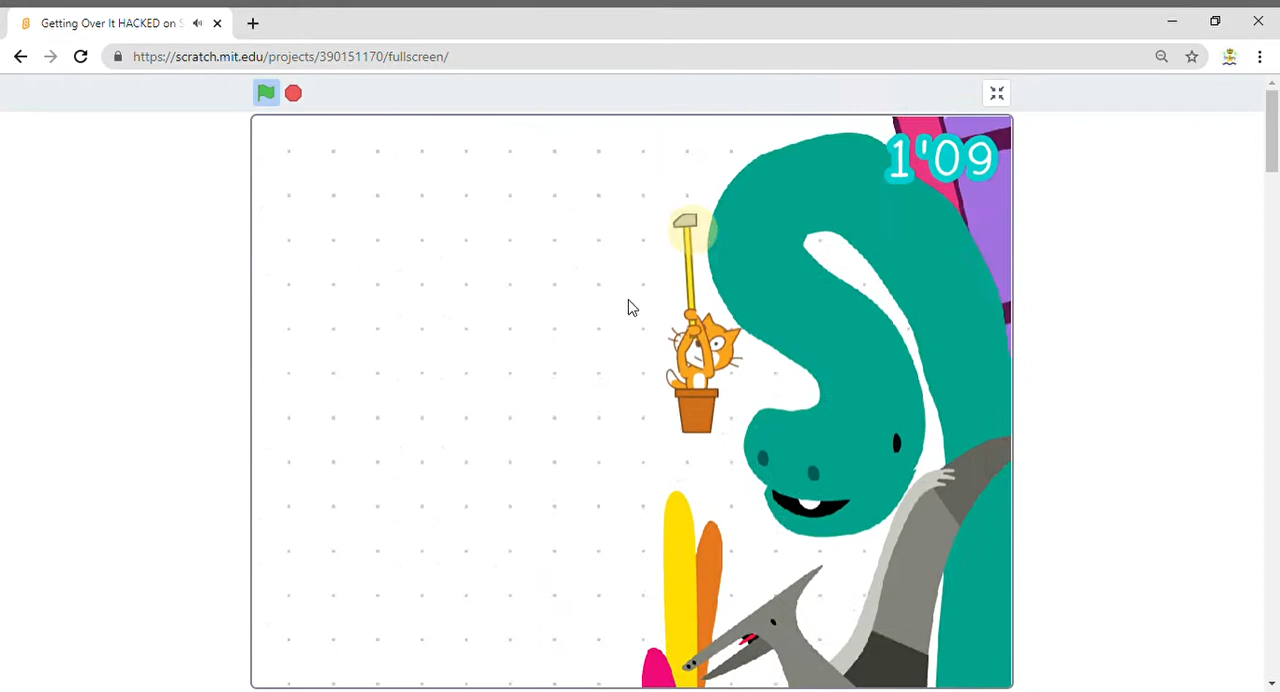 Getting Over It HACKED on S
https://scratch.mit.edu/projects/390151170/fullscreen/
1'09